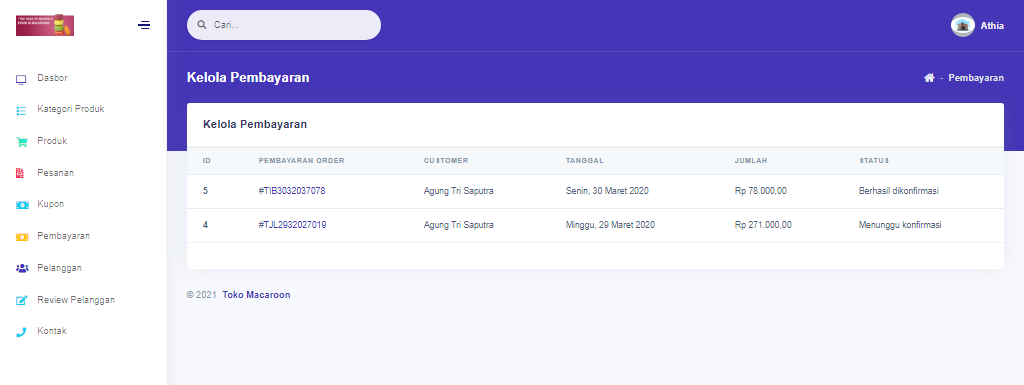 Cari...
Athia
Dasbor
Kategori Produk
Produk
Pesanan
Kupon
Pembayaran
Pelanggan
Review Pelanggan
Kontak
Kelola Pembayaran
- Pembayaran
Kelola Pembayaran
ID PEMBAYARAN ORDER CUSTOMER TANGGAL JUMLAH STATUS
5 #TIB3032037078 Agung Tri Saputra Senin, 30 Maret 2020 Rp 78.000,00 Berhasil dikonfirmasi
4 #TJL2932027019 Agung Tri Saputra Minggu, 29 Maret 2020 Rp 271.000,00 Menunggu konfirmasi
© 2021 Toko Macaroon